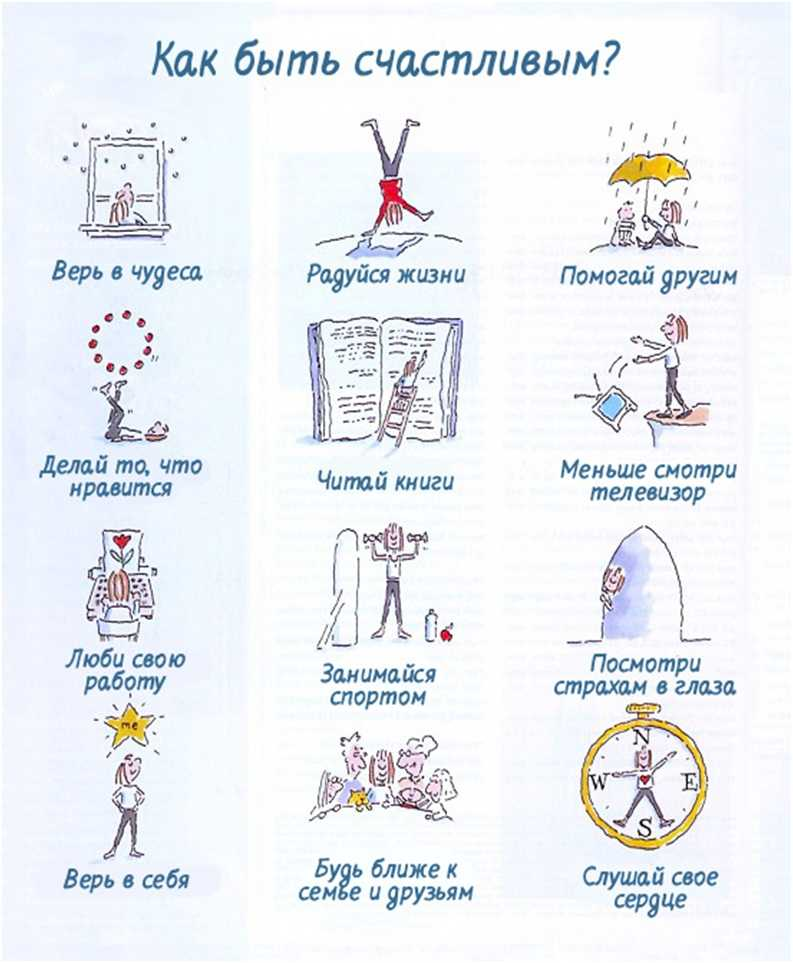 Как быть счастливым?
Верь в чудеса
Радуйся жизни
Помогай другим
Делай то, что
нравится
Читай книги
Меньше смотри
телевизор
Люби свою
работу
Занимайся
спортом
Посмотри
страхам в глаза
me
Верь в себя
Будь ближе к
семье и друзьям
N
W
E
S
Слушай свое
сердце